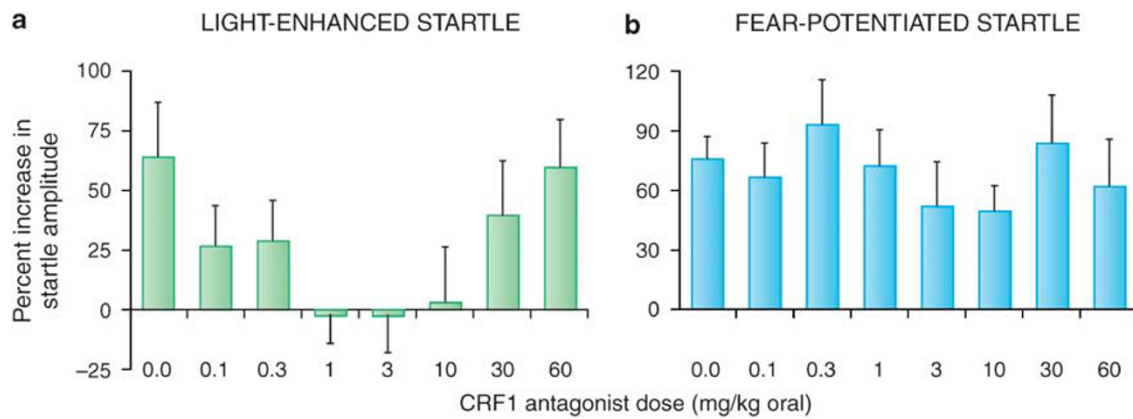 a LIGHT-ENHANCED STARTLE
Percent increase in
startle amplitude
100
75
50
25
0
–25
0.0 0.1 0.3 1 3 10 30 60
b FEAR-POTENTIATED STARTLE
120
90
60
30
0
0.0 0.1 0.3 1 3 10 30 60
CRF1 antagonist dose (mg/kg oral)